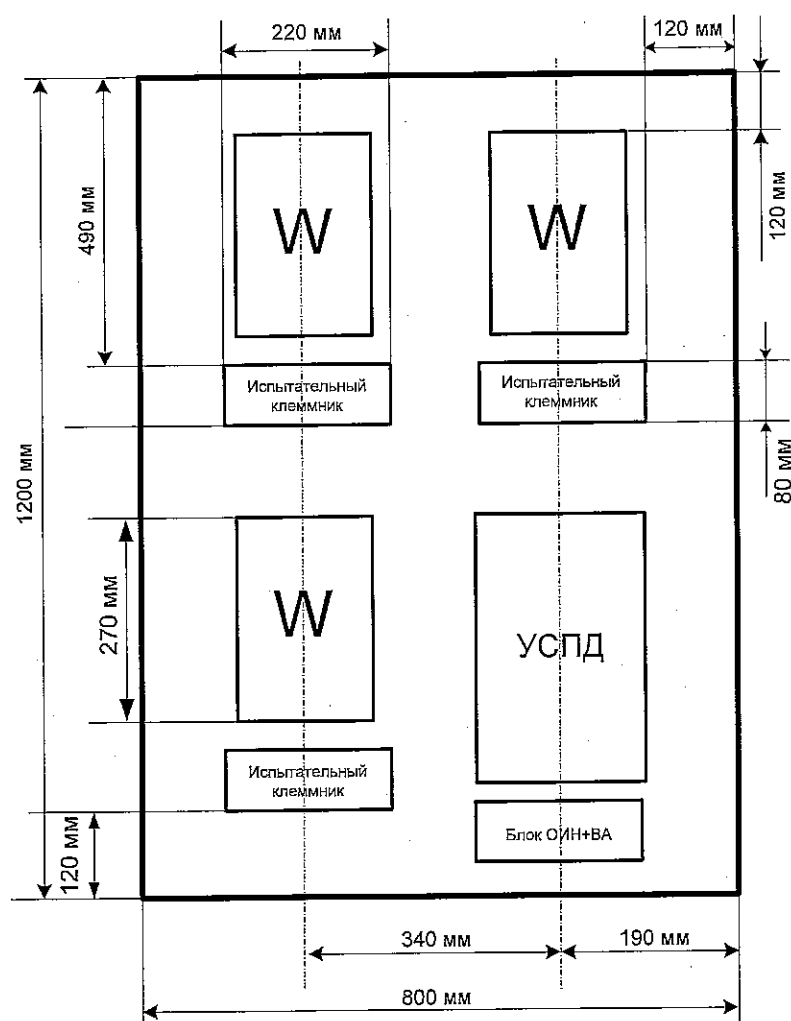 220 мм
120 мм
490 мм
W
W
120 мм
Испытательный
клеммник
Испытательный
клеммник
80 мм
1200 мм
270 мм
W
УСПД
Испытательный
клеммник
Блок ОИН+ВА
120 мм
340 мм
190 мм
800 мм